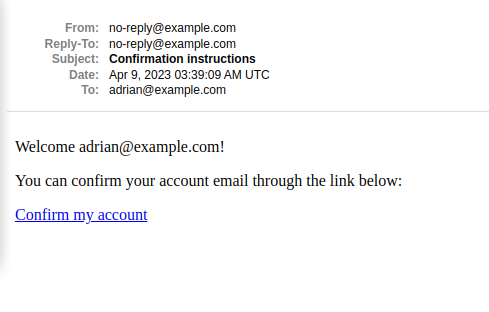 From: no-reply@example.com
Reply-To: no-reply@example.com
Subject: Confirmation instructions
Date: Apr 9, 2023 03:39:09 AM UTC
To: adrian@example.com
Welcome adrian@example.com!
You can confirm your account email through the link below:
Confirm my account